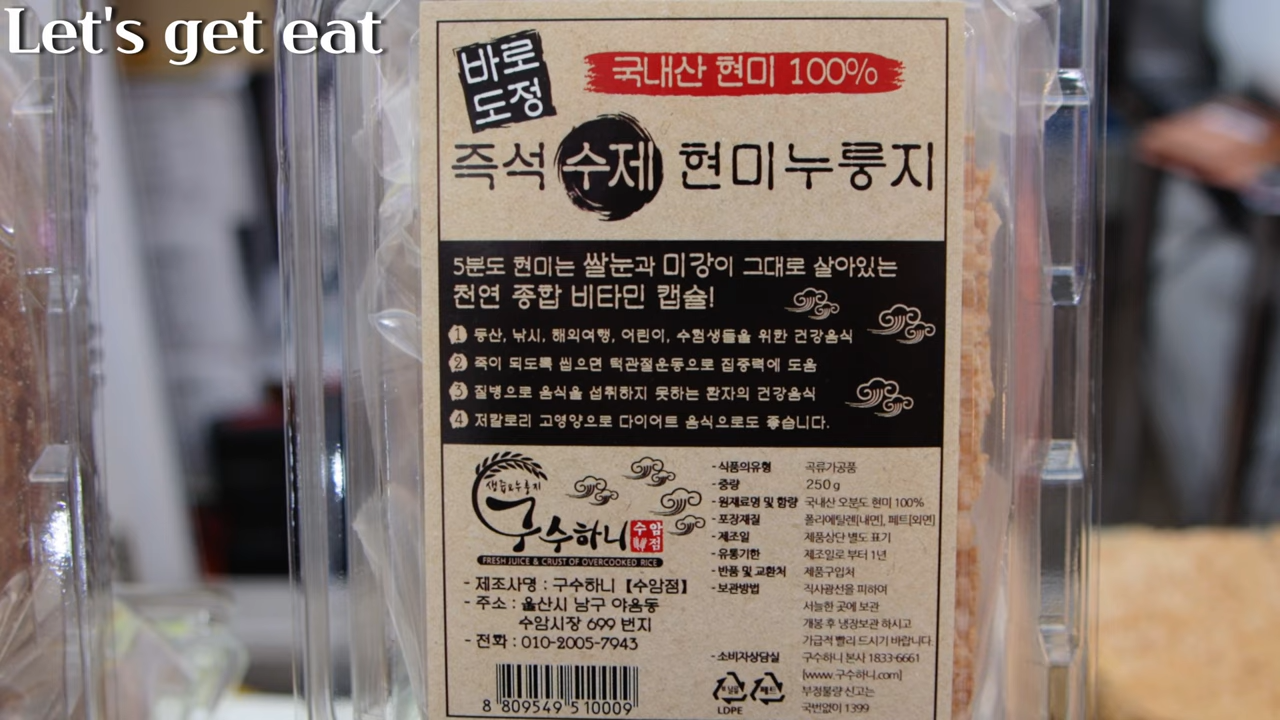 Let's get eat
바로
도정
국내산 현미 100%
즉석 수제 현미누룽지
5분도 현미는 쌀눈과 미강이 그대로 살아있는
천연 종합 비타민 캡슐!
1 등산, 낚시, 해외여행, 어린이, 수험생들을 위한 건강음식
2 죽이 되도록 씹으면 턱관절운동으로 집중력에 도움
3 질병으로 음식을 섭취하지 못하는 환자의 건강음식
4 저칼로리 고영양으로 다이어트 음식으로도 좋습니다.
구수하니 수암점
FRESH JUICE & CRUST OF OVERCOOKED RICE
- 제조사명 : 구수하니 【수암점】
- 주소 : 울산시 남구 야음동
수암시장 699 번지
- 전화 : 010-2005-7943
8 809549 510009
- 식품의유형 곡류가공품
- 중량 250 g
- 원재료명 및 함량 국내산 오분도 현미 100%
- 포장재질 폴리에틸렌[내면], 페트[외면]
- 제조일 제품상단 별도 표기
- 유통기한 제조일로 부터 1년
- 반품 및 교환처 제품구입처
- 보관방법 직사광선을 피하여
서늘한 곳에 보관
개봉 후 냉장보관 하시고
가급적 빨리 드시기 바랍니다.
- 소비자상담실 구수하니 본사 1833-6661
[www.구수하니.com]
부정불량 신고는
국번없이 1399
페트
LDPE